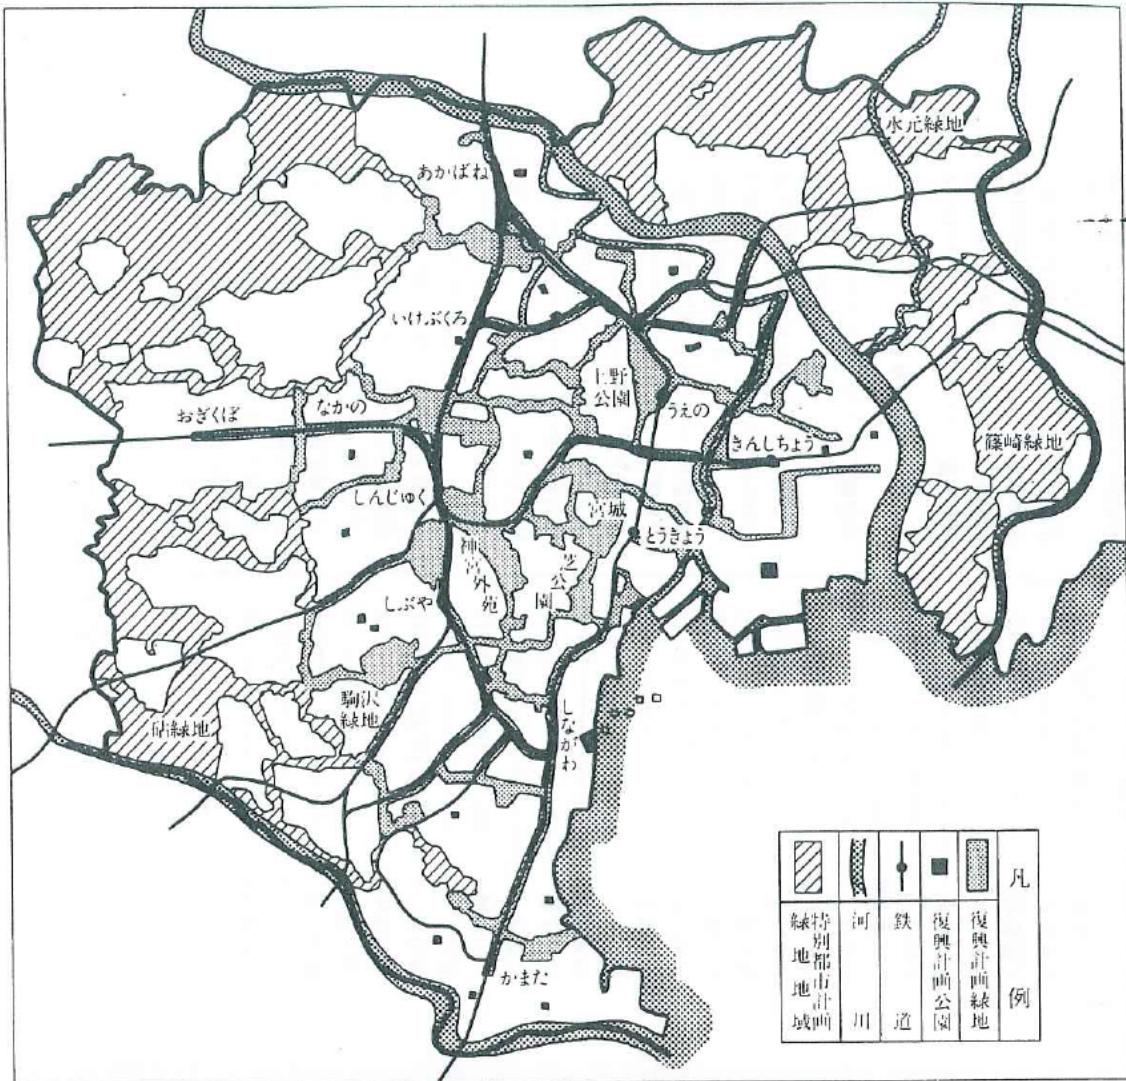 水元緑地
あかばね
いけぶくろ
上野
公園
うえの
おぎくぼ
なかの
きんしちょう
篠崎緑地
しんじゅく
宮城
とうきょう
神宮外苑
芝公園
しぶや
駒沢
緑地
砧緑地
しながわ
かまた
凡例
復興計画緑地
復興計画公園
鉄道
河川
特別都市計画
緑地地域